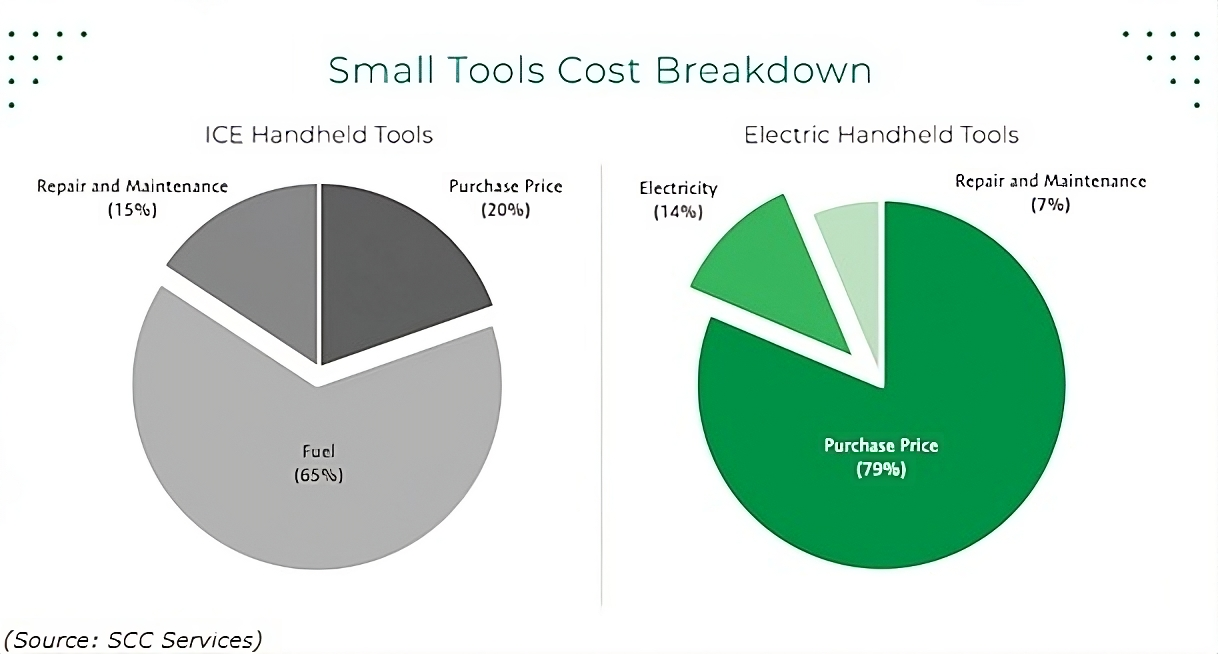 Small Tools Cost Breakdown
ICE Handheld Tools
Repair and Maintenance
(15%)
Purchase Price
(20%)
Fuel
(65%)
Electric Handheld Tools
Electricity
(14%)
Repair and Maintenance
(7%)
Purchase Price
(79%)
(Source: SCC Services)